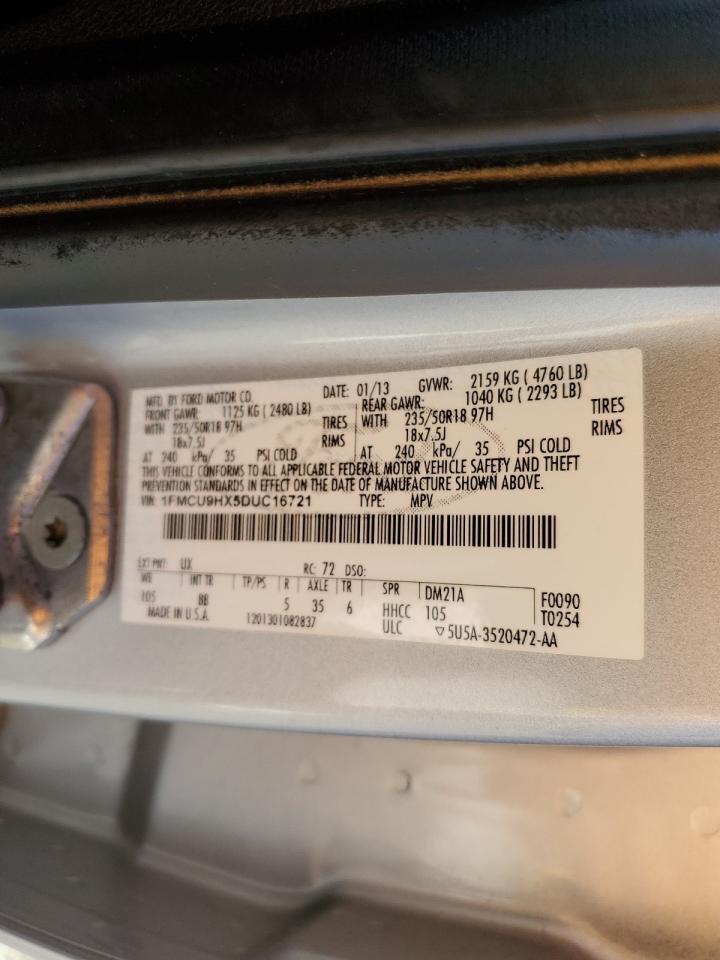 MFD. BY FORD MOTOR CO. DATE: 01/13 GVWR: 2159 KG ( 4760 LB)
FRONT GAWR: 1125 KG ( 2480 LB) REAR GAWR: 1040 KG ( 2293 LB)
WITH 235/50R18 97H TIRES WITH 235/50R18 97H TIRES
18x7.5J RIMS 18x7.5J RIMS
AT 240 kPa/ 35 PSI COLD AT 240 kPa/ 35 PSI COLD
THIS VEHICLE CONFORMS TO ALL APPLICABLE FEDERAL MOTOR VEHICLE SAFETY AND THEFT
PREVENTION STANDARDS IN EFFECT ON THE DATE OF MANUFACTURE SHOWN ABOVE.
VIN: 1FMCU9HX5DUC16721 TYPE: MPV
EXT PNT: UX RC: 72 DSO:
WB INT TR TP/PS R AXLE TR SPR DM21A F0090
105 BB 5 35 6 HHCC 105 T0254
MADE IN U.S.A. 1201301082837 ULC ▽5U5A-3520472-AA